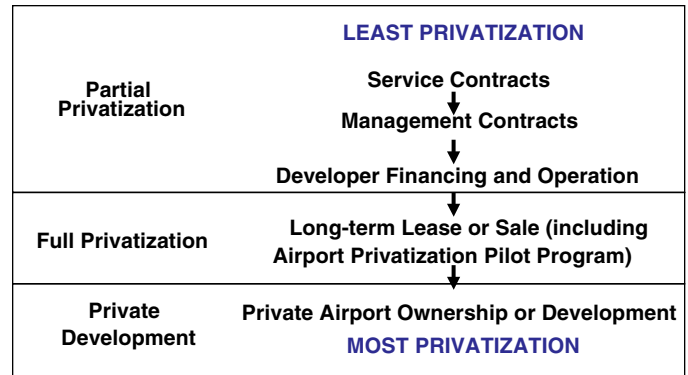 LEAST PRIVATIZATION
Partial
Privatization
Service Contracts
Management Contracts
Developer Financing and Operation
Full Privatization
Long-term Lease or Sale (including
Airport Privatization Pilot Program)
Private
Development
Private Airport Ownership or Development
MOST PRIVATIZATION